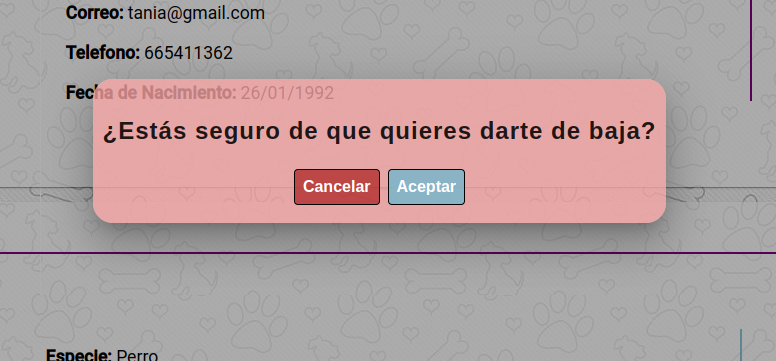 Correo: tania@gmail.com
Telefono: 665411362
Fecha de Nacimiento: 26/01/1992
¿Estás seguro de que quieres darte de baja?
Cancelar Aceptar
Especie: Perro